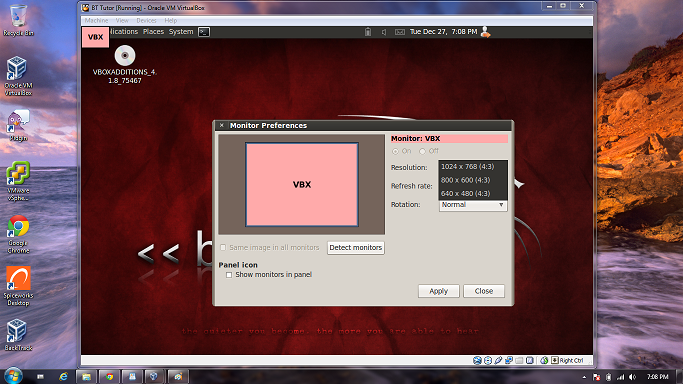 BT Tutor [Running] - Oracle VM VirtualBox
Machine View Devices Help
VBX
lications Places System
Tue Dec 27, 7:08 PM
VBOXADDITIONS_4.
1.8_75467
Recycle Bin
Oracle VM
VirtualBox
Pidgin
VMware
vSphe...
Google
Chrome
Spiceworks
Desktop
BackTrack
Monitor Preferences
VBX
Monitor: VBX
On Off
Resolution:
1024 x 768 (4:3)
800 x 600 (4:3)
640 x 480 (4:3)
Refresh rate:
Rotation:
Normal
Same image in all monitors
Detect monitors
Panel icon
Show monitors in panel
Apply
Close
<< b
the quieter you become, the more you are able to hear
Right Ctrl
7:08 PM